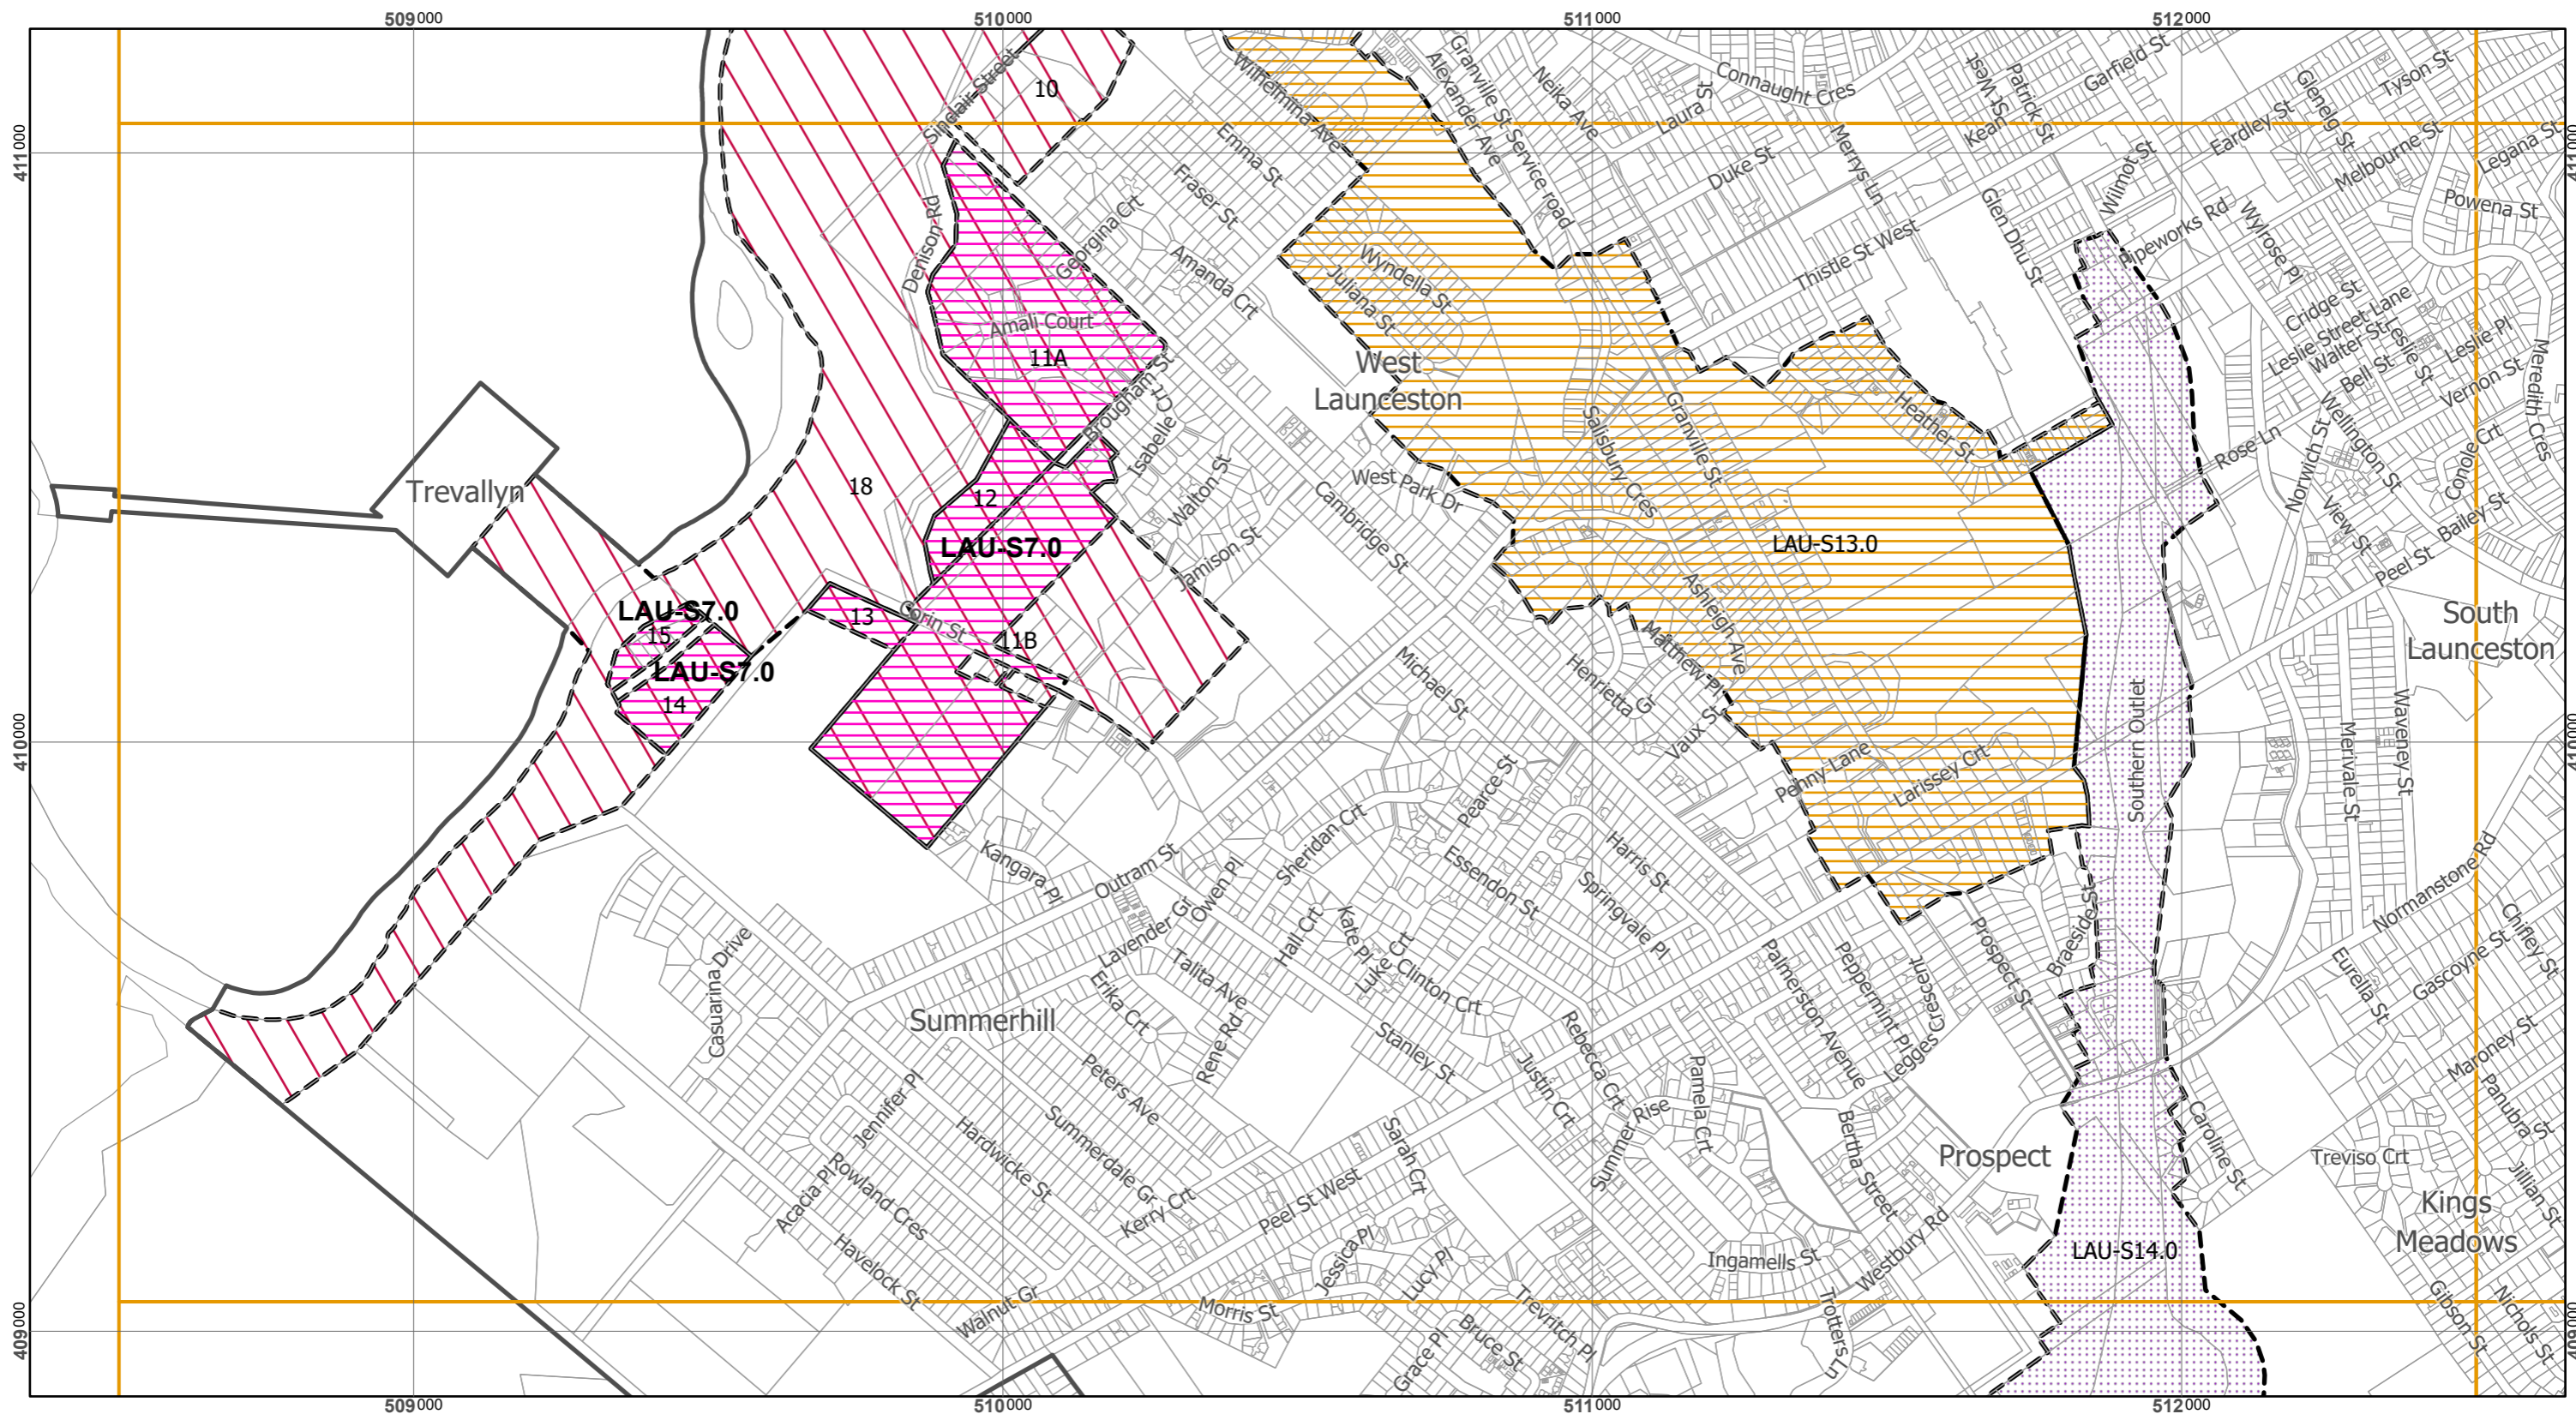 509000
510000
511000
512000
411000
411000
410000
410000
409000
409000
Sinclair Street
10
Wilhelmina Ave
Alexander Ave
Granville St Service road
Neika Ave
Laura St
Connaught Cres
St West
Patrick St
Kean
Garfield St
Glenelg St
Tyson St
Eardley St
Melbourne St
Legana St
Emma St
Fraser St
Duke St
Merrys Ln
Wilmot St
Powena St
Denison Rd
Georgina Crt
Amanda Crt
Wyndella St
Juliana St
Thistle St West
Glen Dhu St
Pipeworks Rd
Wylrose Pl
Cridge St
Leslie Street Lane
Walter St
Leslie St
Leslie Pl
Bell St
Vernon St
Meredith Cres
Amali Court
11A
West
Launceston
Brougham St
Isabelle Ct
Salisbury Cres
Granville St
Heather St
Rose Ln
Norwich St
Wellington St
Conole Crt
Trevallyn
18
12
Walton St
West Park Dr
Cambridge St
View St
Bailey St
Peel St
LAU-S7.0
LAU-S13.0
Jamison St
Ashleigh Ave
LAU-S7.0
15
13
Corin St
11B
South
Launceston
LAU-S7.0
14
Michael St
Henrietta Gr
Matthew Pl
Vaux St
Southern Outlet
Merivale St
Waveney St
Penny Lane
Larissey Crt
Pearce St
Kangara Pl
Outram St
Owen Pl
Sheridan Crt
Essendon St
Harris St
Springvale Pl
Normanstone Rd
Casuarina Drive
Lavender Gr
Talita Ave
Hall Crt
Kate Pl
Luke Crt
Clinton Crt
Palmerston Avenue
Peppermint Pl
Legges Crescent
Prospect St
Braeside St
Eurella St
Gascoyne St
Chifley St
Summerhill
Erika Crt
Rene Rd
Stanley St
Rebecca Crt
Justin Crt
Pamela Crt
Maroney St
Panubra St
Jennifer Pl
Peters Ave
Hardwicke St
Summerdale Gr
Summer Rise
Sarah Crt
Bertha Street
Prospect
Caroline St
Treviso Crt
Jillian St
Acacia Pl
Rowland Cres
Kerry Crt
Peel St West
Kings
Meadows
Havelock St
Jessica Pl
Lucy Pl
Ingamells St
Westbury Rd
LAU-S14.0
Walnut Gr
Morris St
Trevritch Pl
Trotters Ln
Gibson St
Nichols St
Grace Pl
Bruce St
509000
510000
511000
512000